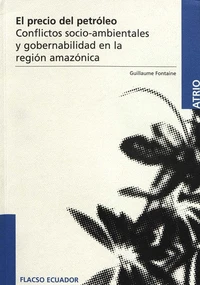 El precio del petróleo
Conflictos socio-ambientales
y gobernabilidad en la
región amazónica
Guillaume Fontaine
ATRIO
FLACSO ECUADOR